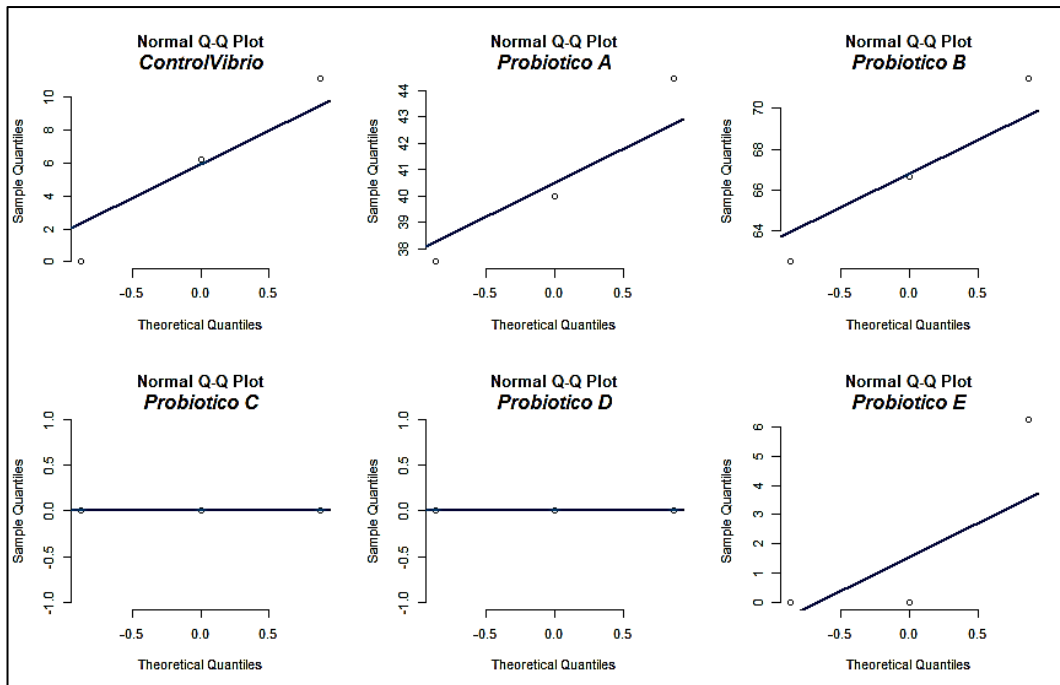 Normal Q-Q Plot
ControlVibrio
Sample Quantiles
10
8
6
4
2
0
-0.5 0.0 0.5
Theoretical Quantiles
Normal Q-Q Plot
Probiotico A
Sample Quantiles
44
43
42
41
40
39
38
-0.5 0.0 0.5
Theoretical Quantiles
Normal Q-Q Plot
Probiotico B
Sample Quantiles
70
68
66
64
-0.5 0.0 0.5
Theoretical Quantiles
Normal Q-Q Plot
Probiotico C
Sample Quantiles
1.0
0.5
0.0
-0.5
-1.0
-0.5 0.0 0.5
Theoretical Quantiles
Normal Q-Q Plot
Probiotico D
Sample Quantiles
1.0
0.5
0.0
-0.5
-1.0
-0.5 0.0 0.5
Theoretical Quantiles
Normal Q-Q Plot
Probiotico E
Sample Quantiles
6
5
4
3
2
1
0
-0.5 0.0 0.5
Theoretical Quantiles